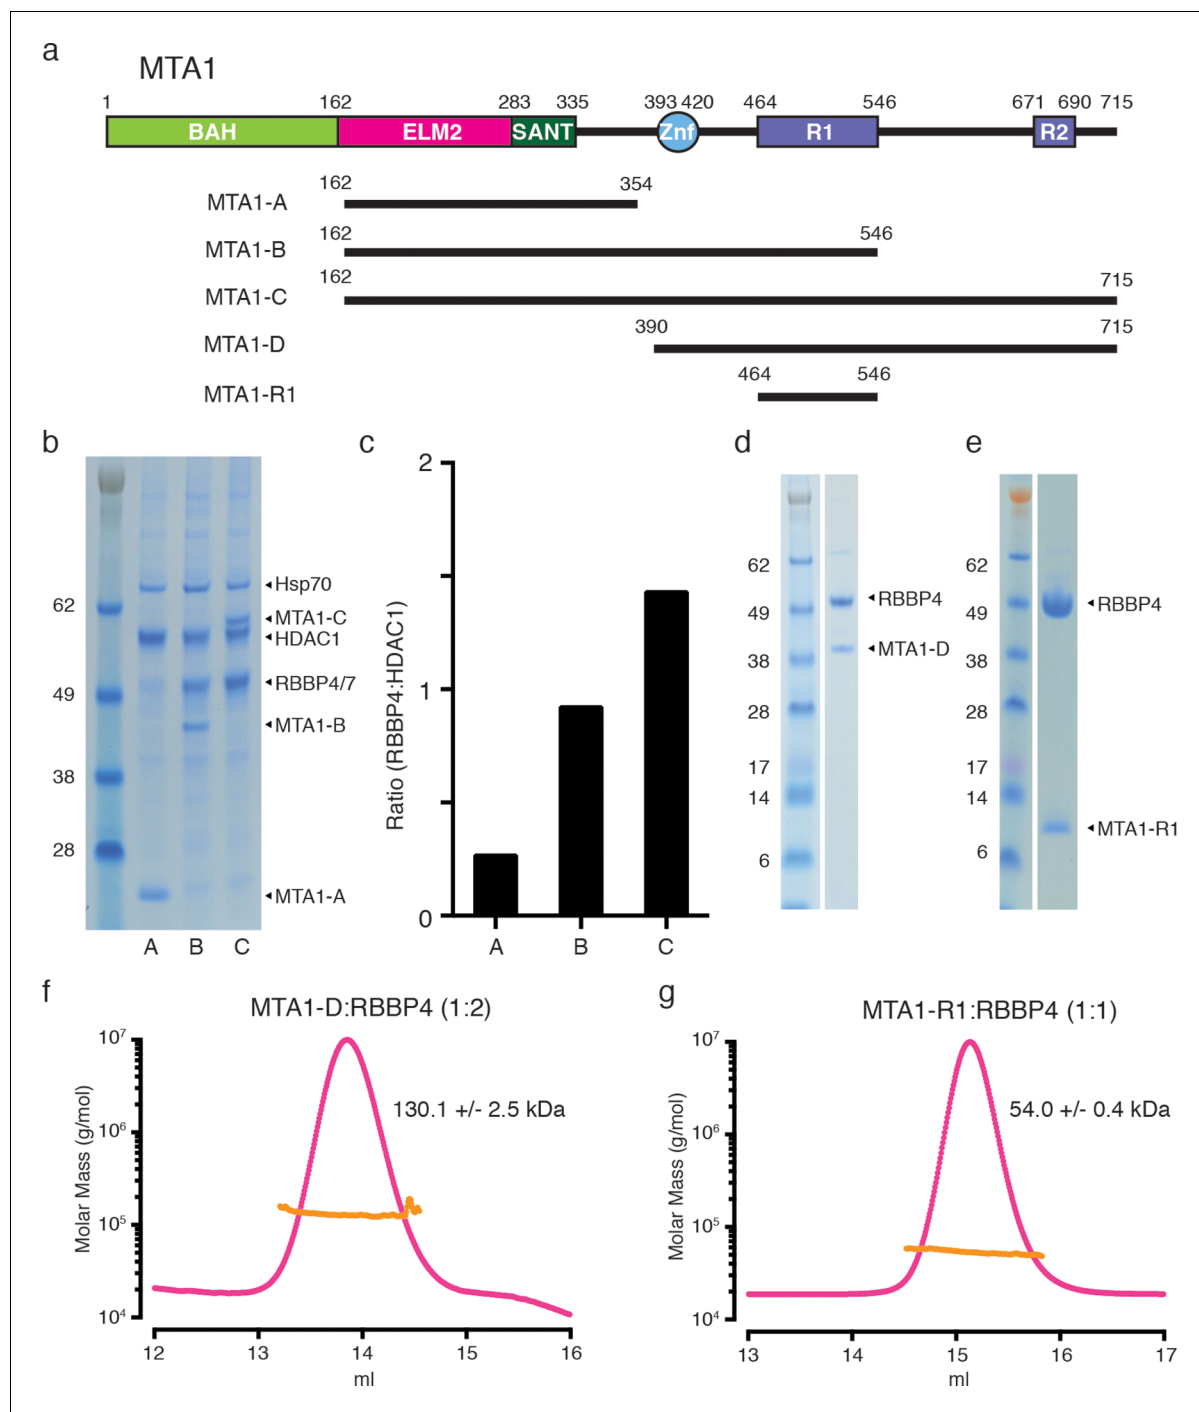 a
MTA1
1 162 283 335 393 420 464 546 671 690 715
BAH ELM2 SANT Znf R1 R2
162 354
MTA1-A
162 546
MTA1-B
162 715
MTA1-C
390 715
MTA1-D
464 546
MTA1-R1
b
62
49
38
28
Hsp70
MTA1-C
HDAC1
RBBP4/7
MTA1-B
MTA1-A
A B C
c
Ratio (RBBP4:HDAC1)
2
1
0
A B C
d
62
49
38
28
17
14
6
RBBP4
MTA1-D
e
62
49
38
28
17
14
6
RBBP4
MTA1-R1
f
MTA1-D:RBBP4 (1:2)
130.1 +/- 2.5 kDa
Molar Mass (g/mol)
10⁷
10⁶
10⁵
10⁴
12 13 14 15 16
ml
g
MTA1-R1:RBBP4 (1:1)
54.0 +/- 0.4 kDa
Molar Mass (g/mol)
10⁷
10⁶
10⁵
10⁴
13 14 15 16 17
ml